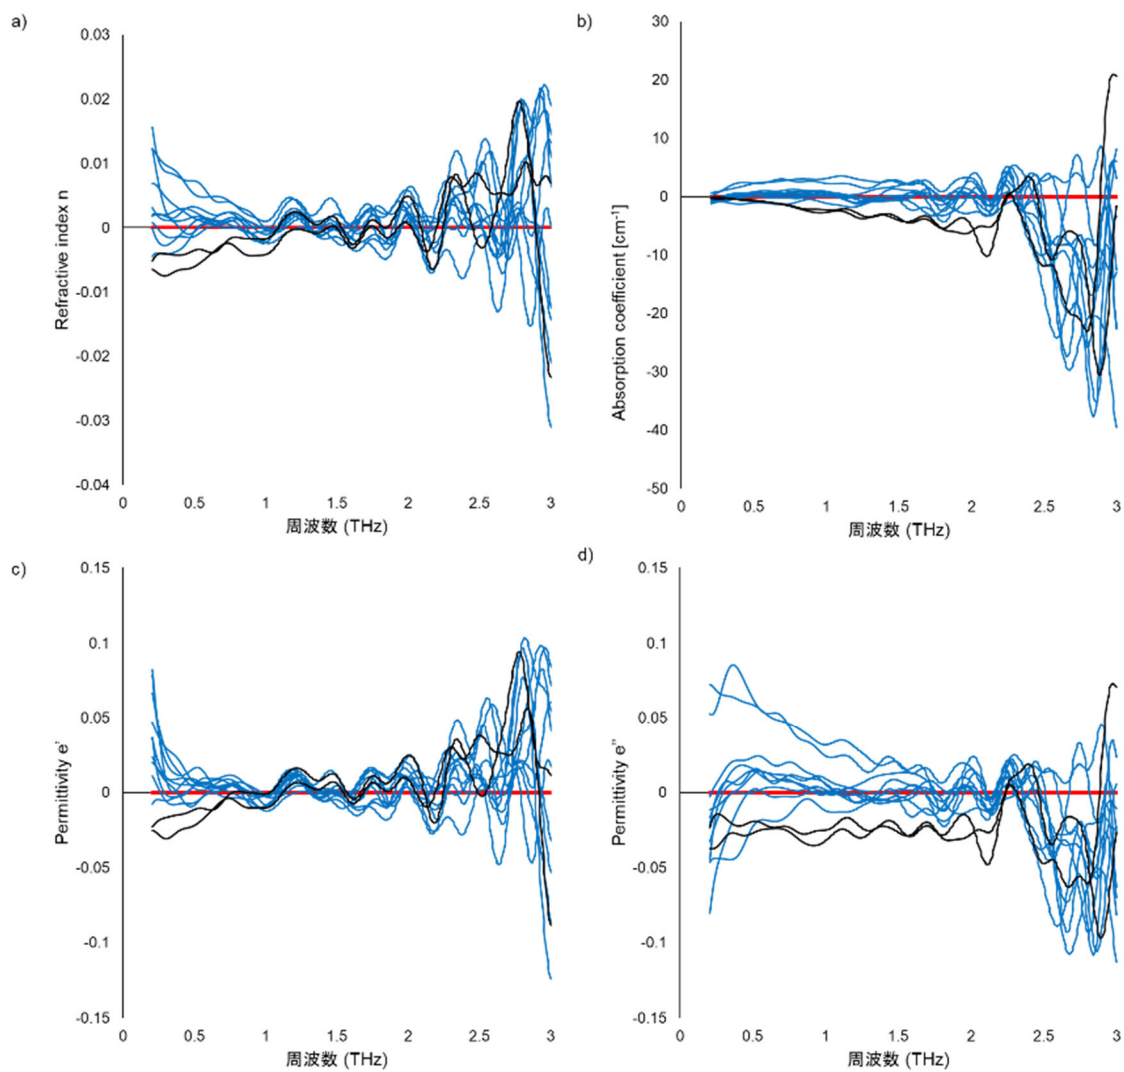 a)
0.03
0.02
0.01
0
-0.01
-0.02
-0.03
-0.04
Refractive index n
0 0.5 1 1.5 2 2.5 3
周波数 (THz)
b)
30
20
10
0
-10
-20
-30
-40
-50
Absorption coefficient [cm⁻¹]
0 0.5 1 1.5 2 2.5 3
周波数 (THz)
c)
0.15
0.1
0.05
0
-0.05
-0.1
-0.15
Permittivity e'
0 0.5 1 1.5 2 2.5 3
周波数 (THz)
d)
0.15
0.1
0.05
0
-0.05
-0.1
-0.15
Permittivity e"
0 0.5 1 1.5 2 2.5 3
周波数 (THz)